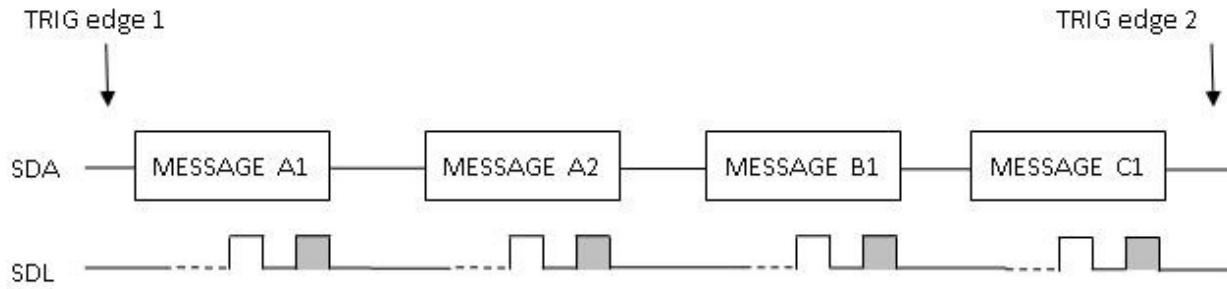 TRIG edge 1
TRIG edge 2
SDA
MESSAGE A1
MESSAGE A2
MESSAGE B1
MESSAGE C1
SDL